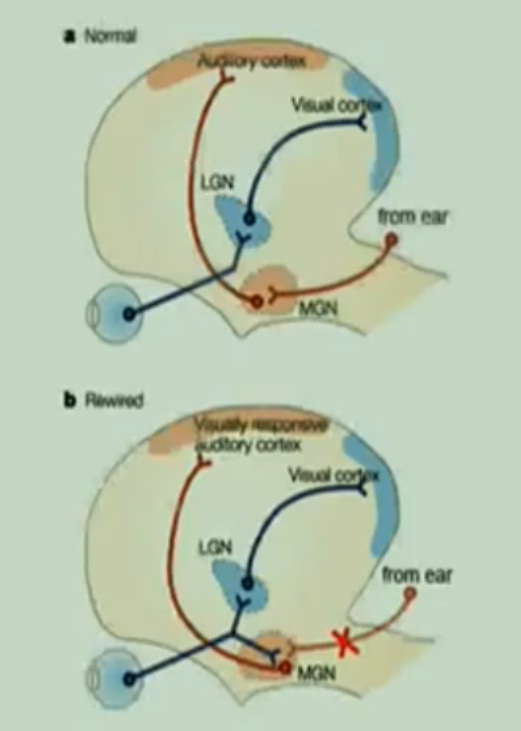 a Normal
Auditory cortex
Visual cortex
LGN
from ear
MGN
b Rewired
Visually responsive
auditory cortex
Visual cortex
LGN
from ear
MGN